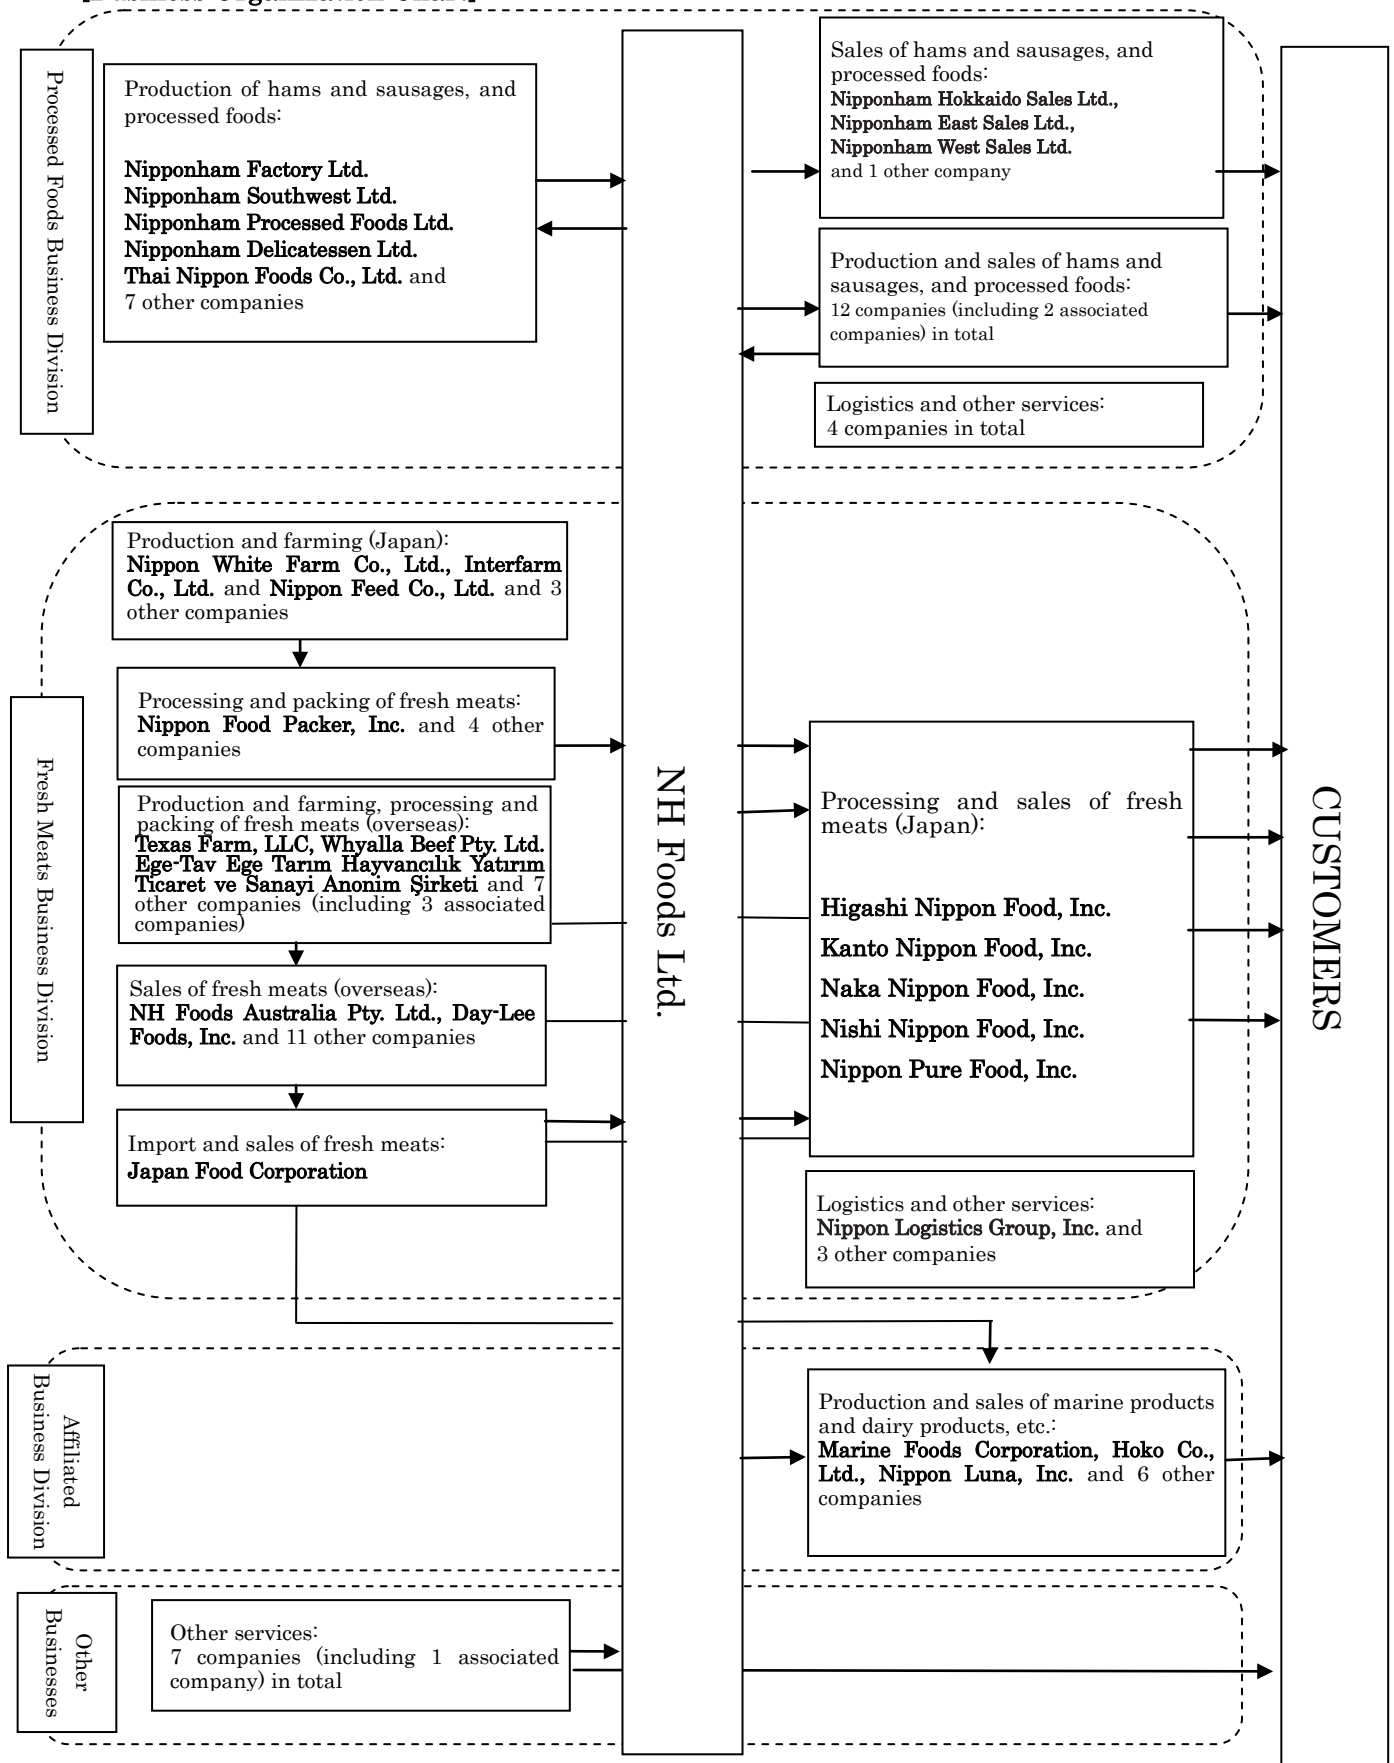 [Business Organization Chart]
Processed Foods Business Division
Production of hams and sausages, and
processed foods:
Nipponham Factory Ltd.
Nipponham Southwest Ltd.
Nipponham Processed Foods Ltd.
Nipponham Delicatessen Ltd.
Thai Nippon Foods Co., Ltd. and
7 other companies
Sales of hams and sausages, and
processed foods:
Nipponham Hokkaido Sales Ltd.,
Nipponham East Sales Ltd.,
Nipponham West Sales Ltd.
and 1 other company
Production and sales of hams and
sausages, and processed foods:
12 companies (including 2 associated
companies) in total
Logistics and other services:
4 companies in total
Fresh Meats Business Division
Production and farming (Japan):
Nippon White Farm Co., Ltd., Interfarm
Co., Ltd. and Nippon Feed Co., Ltd. and 3
other companies
Processing and packing of fresh meats:
Nippon Food Packer, Inc. and 4 other
companies
Production and farming, processing and
packing of fresh meats (overseas):
Texas Farm, LLC, Whyalla Beef Pty. Ltd.
Ege-Tav Ege Tarım Hayvancılık Yatırım
Ticaret ve Sanayi Anonim Şirketi and 7
other companies (including 3 associated
companies)
Sales of fresh meats (overseas):
NH Foods Australia Pty. Ltd., Day-Lee
Foods, Inc. and 11 other companies
Import and sales of fresh meats:
Japan Food Corporation
NH Foods Ltd.
Processing and sales of fresh
meats (Japan):
Higashi Nippon Food, Inc.
Kanto Nippon Food, Inc.
Naka Nippon Food, Inc.
Nishi Nippon Food, Inc.
Nippon Pure Food, Inc.
Logistics and other services:
Nippon Logistics Group, Inc. and
3 other companies
CUSTOMERS
Affiliated
Business Division
Production and sales of marine products
and dairy products, etc.:
Marine Foods Corporation, Hoko Co.,
Ltd., Nippon Luna, Inc. and 6 other
companies
Other
Businesses
Other services:
7 companies (including 1 associated
company) in total